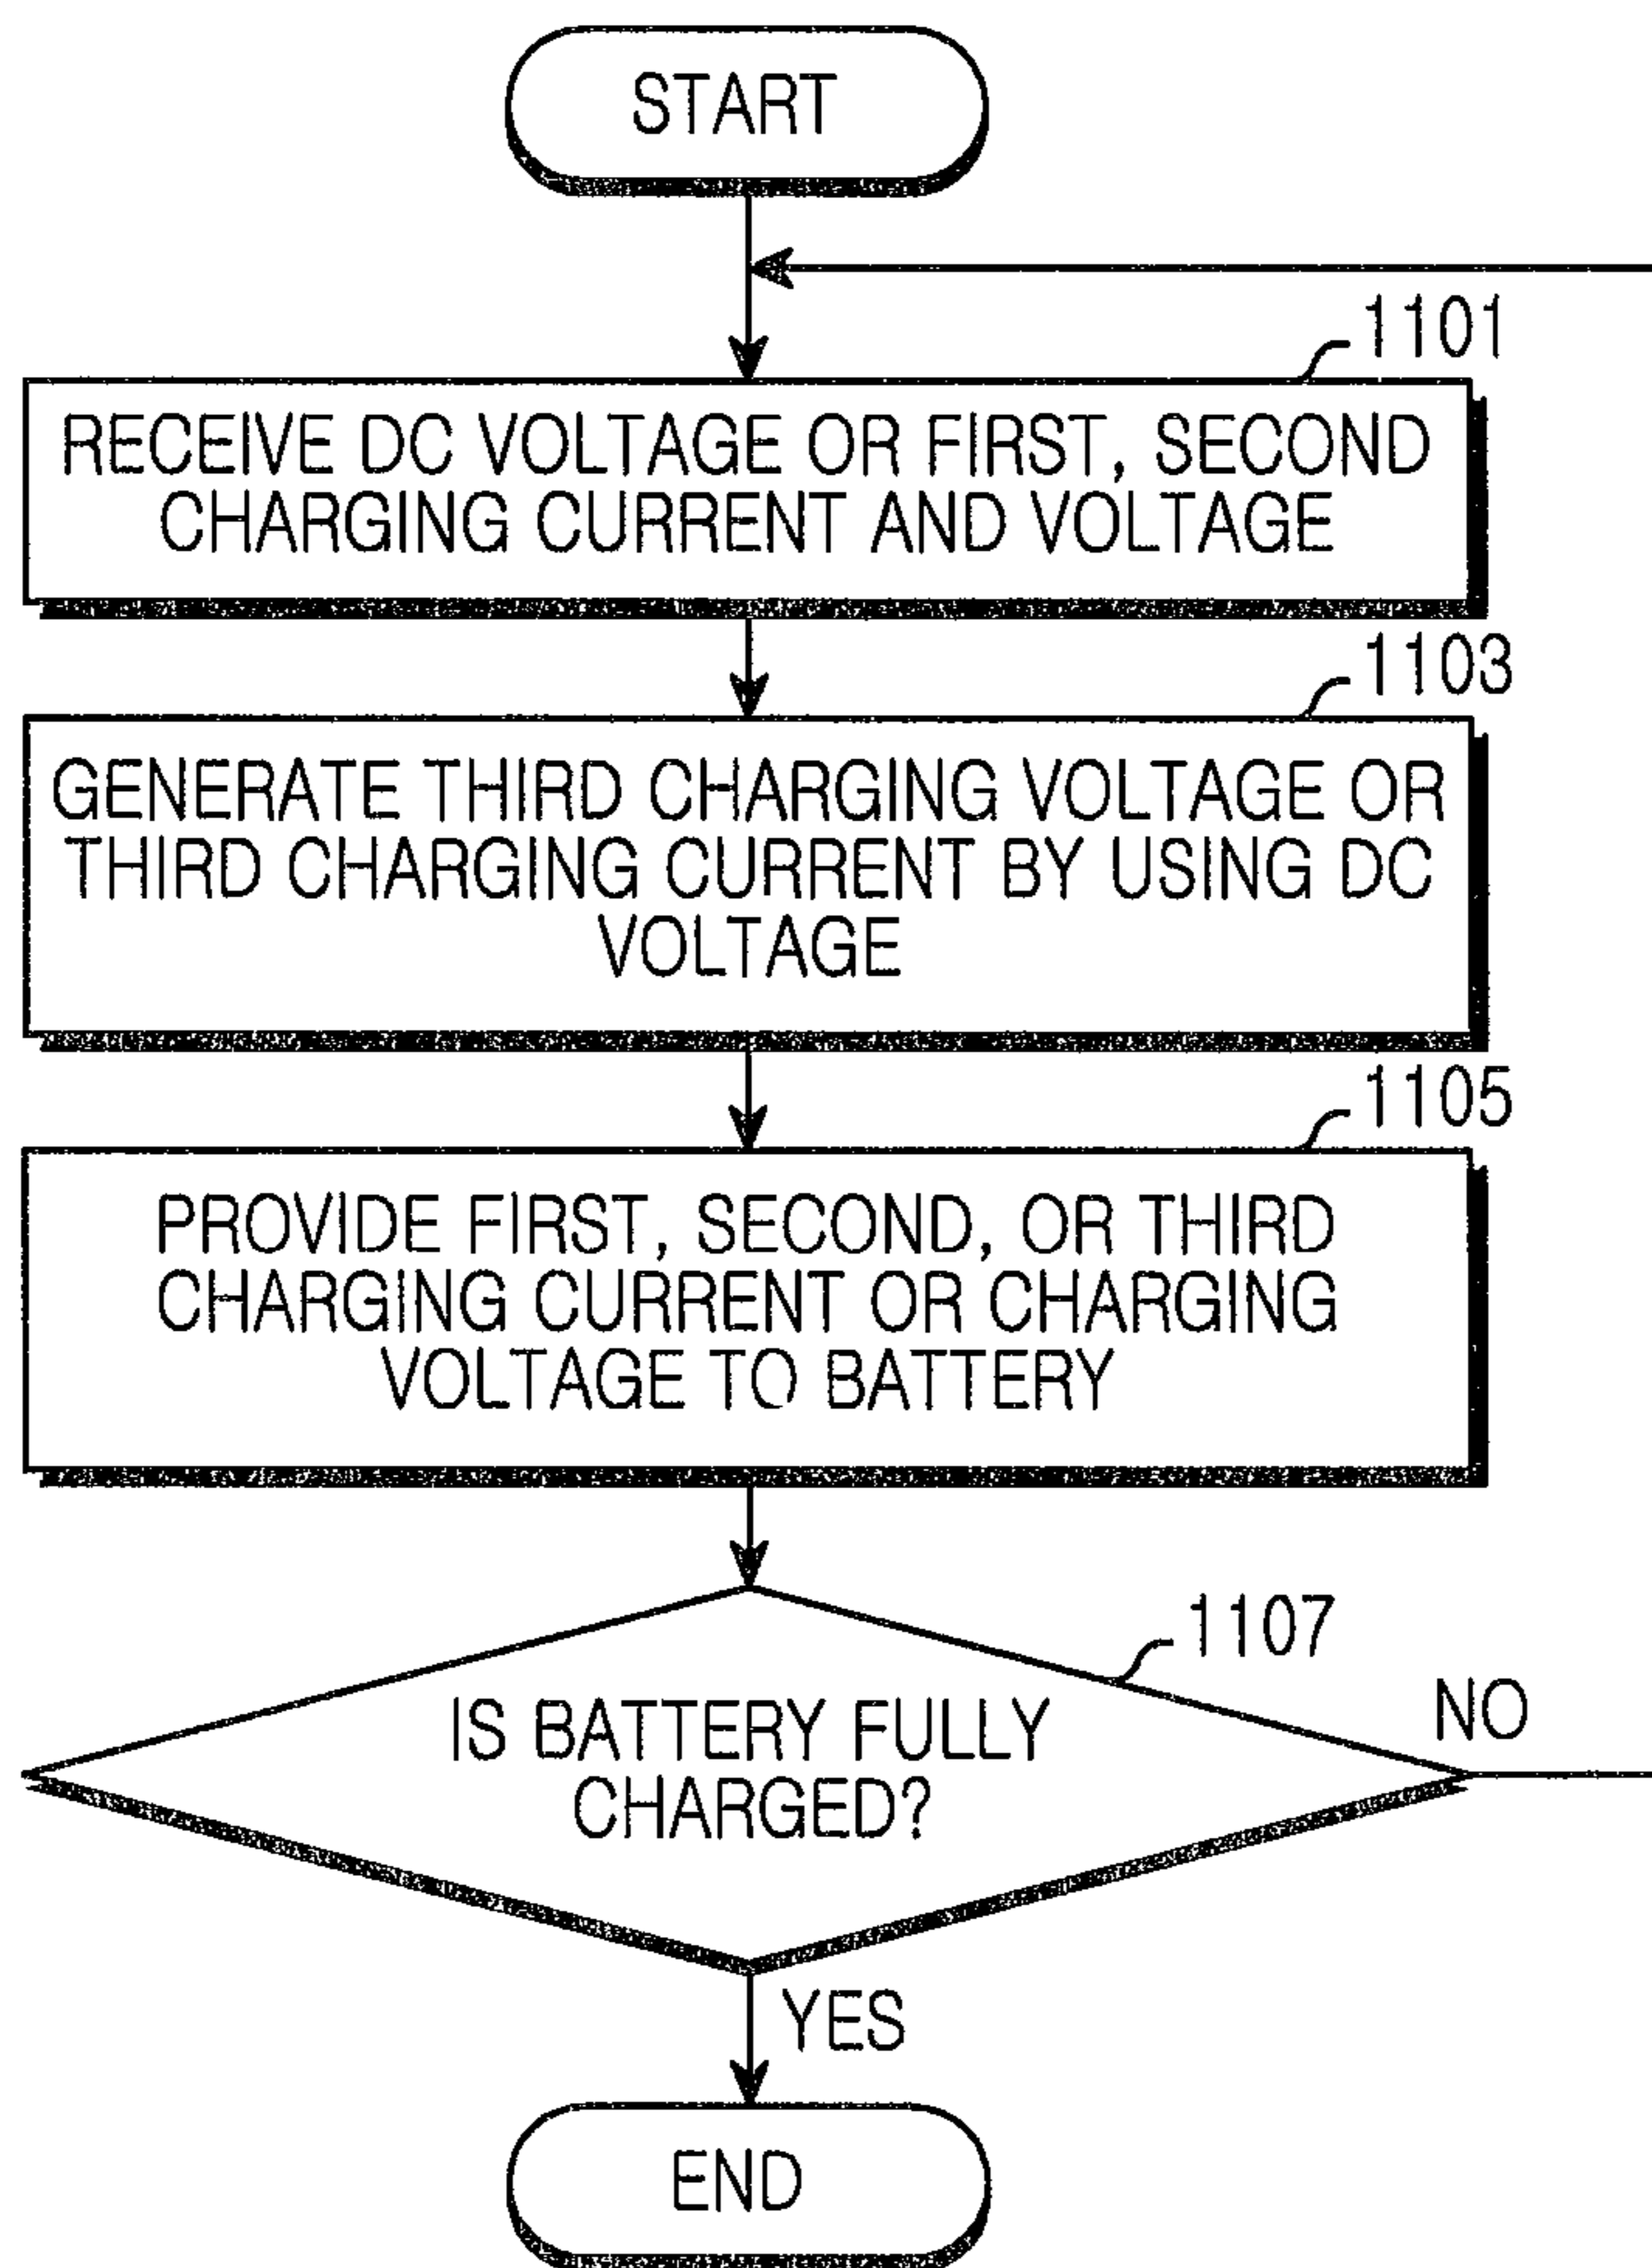 START
1101
RECEIVE DC VOLTAGE OR FIRST, SECOND
CHARGING CURRENT AND VOLTAGE
1103
GENERATE THIRD CHARGING VOLTAGE OR
THIRD CHARGING CURRENT BY USING DC
VOLTAGE
1105
PROVIDE FIRST, SECOND, OR THIRD
CHARGING CURRENT OR CHARGING
VOLTAGE TO BATTERY
1107
IS BATTERY FULLY
CHARGED?
NO
YES
END